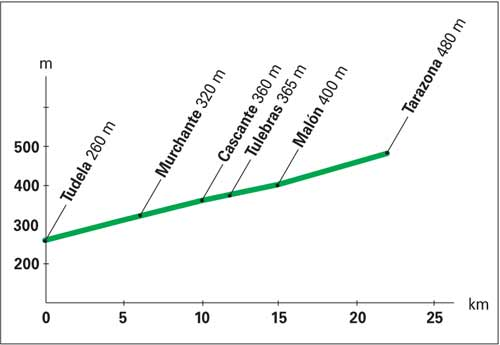 m
Tudela 260 m
Murchante 320 m
Cascante 360 m
Tulebras 365 m
Malón 400 m
Tarazona 480 m
500
400
300
200
km
0 5 10 15 20 25